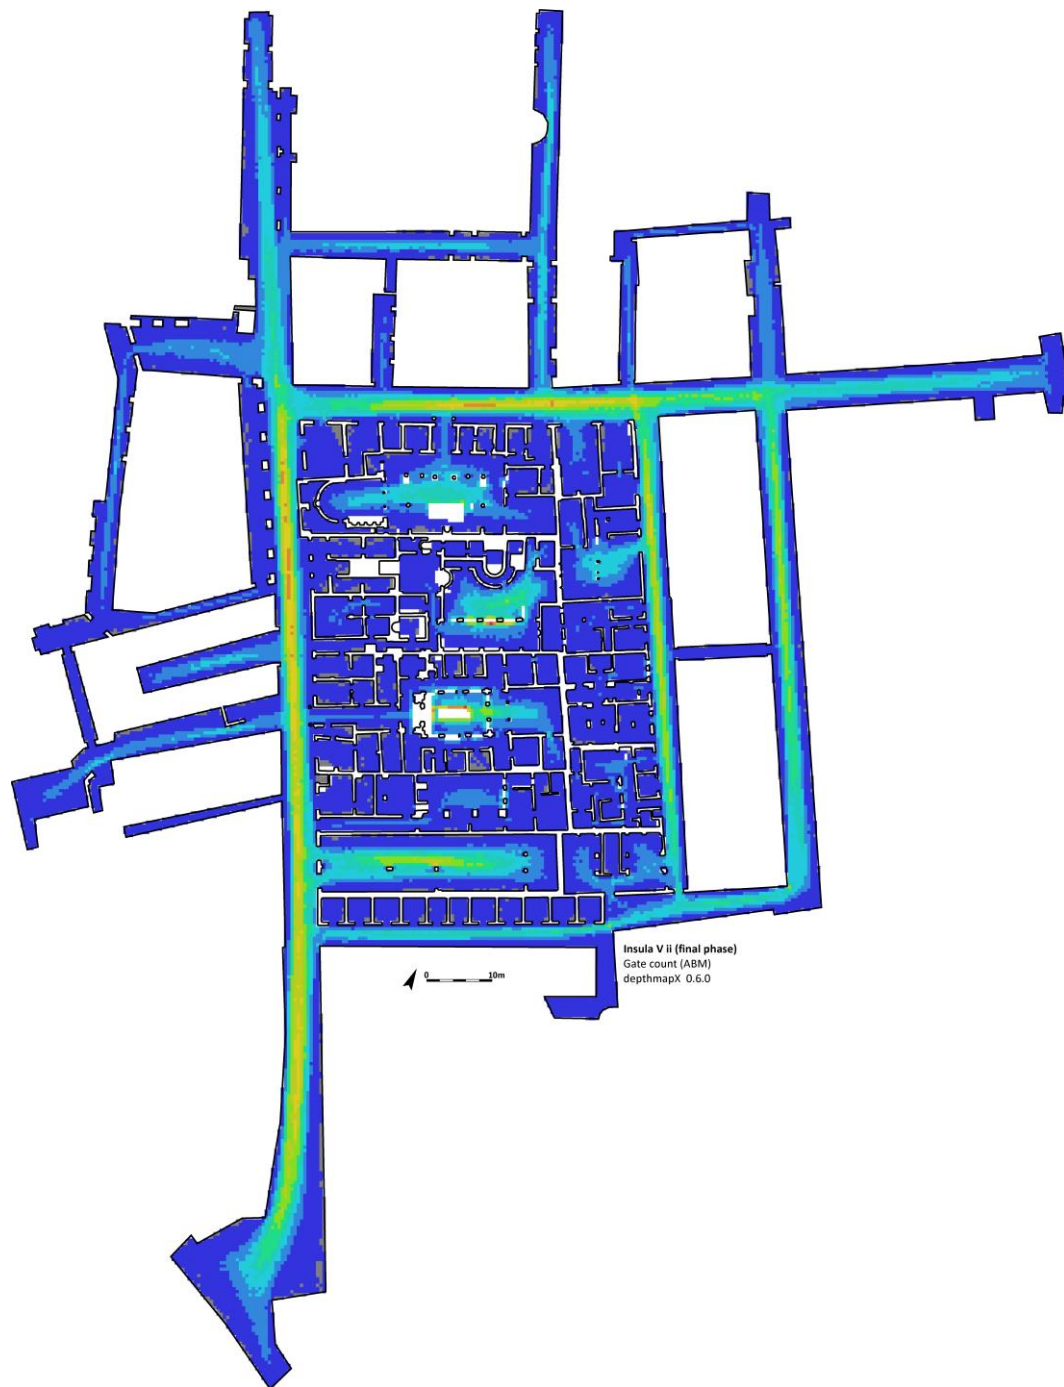 Insula V ii (final phase)
Gate count (ABM)
depthmapX 0.6.0
0 10m